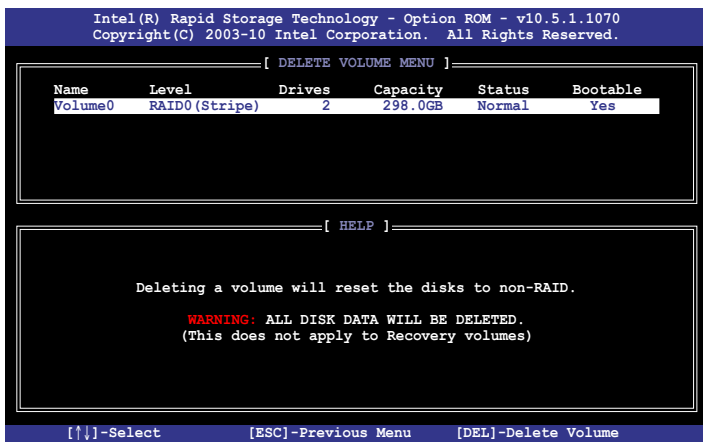 Intel(R) Rapid Storage Technology - Option ROM - v10.5.1.1070
Copyright(C) 2003-10 Intel Corporation.  All Rights Reserved.
[ DELETE VOLUME MENU ]
Name Level Drives Capacity Status Bootable
Volume0 RAID0(Stripe) 2 298.0GB Normal Yes
[ HELP ]
Deleting a volume will reset the disks to non-RAID.
WARNING: ALL DISK DATA WILL BE DELETED.
(This does not apply to Recovery volumes)
[↑↓]-Select [ESC]-Previous Menu [DEL]-Delete Volume